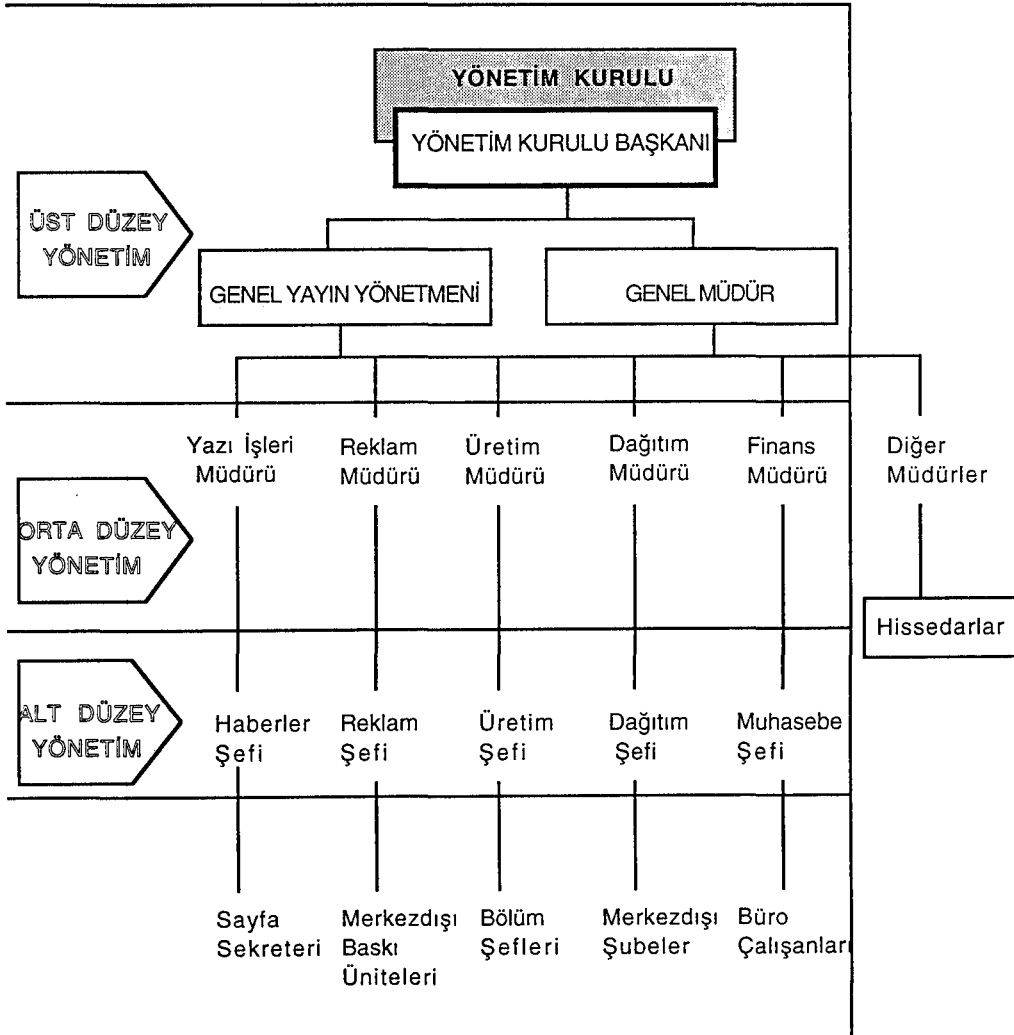 YÖNETİM KURULU
YÖNETİM KURULU BAŞKANI
ÜST DÜZEY
YÖNETİM
GENEL YAYIN YÖNETMENİ
GENEL MÜDÜR
Yazı İşleri
Müdürü
Reklam
Müdürü
Üretim
Müdürü
Dağıtım
Müdürü
Finans
Müdürü
Diğer
Müdürler
ORTA DÜZEY
YÖNETİM
Hissedarlar
ALT DÜZEY
YÖNETİM
Haberler
Şefi
Reklam
Şefi
Üretim
Şefi
Dağıtım
Şefi
Muhasebe
Şefi
Sayfa
Sekreteri
Merkezdışı
Baskı
Üniteleri
Bölüm
Şefleri
Merkezdışı
Şubeler
Büro
Çalışanları